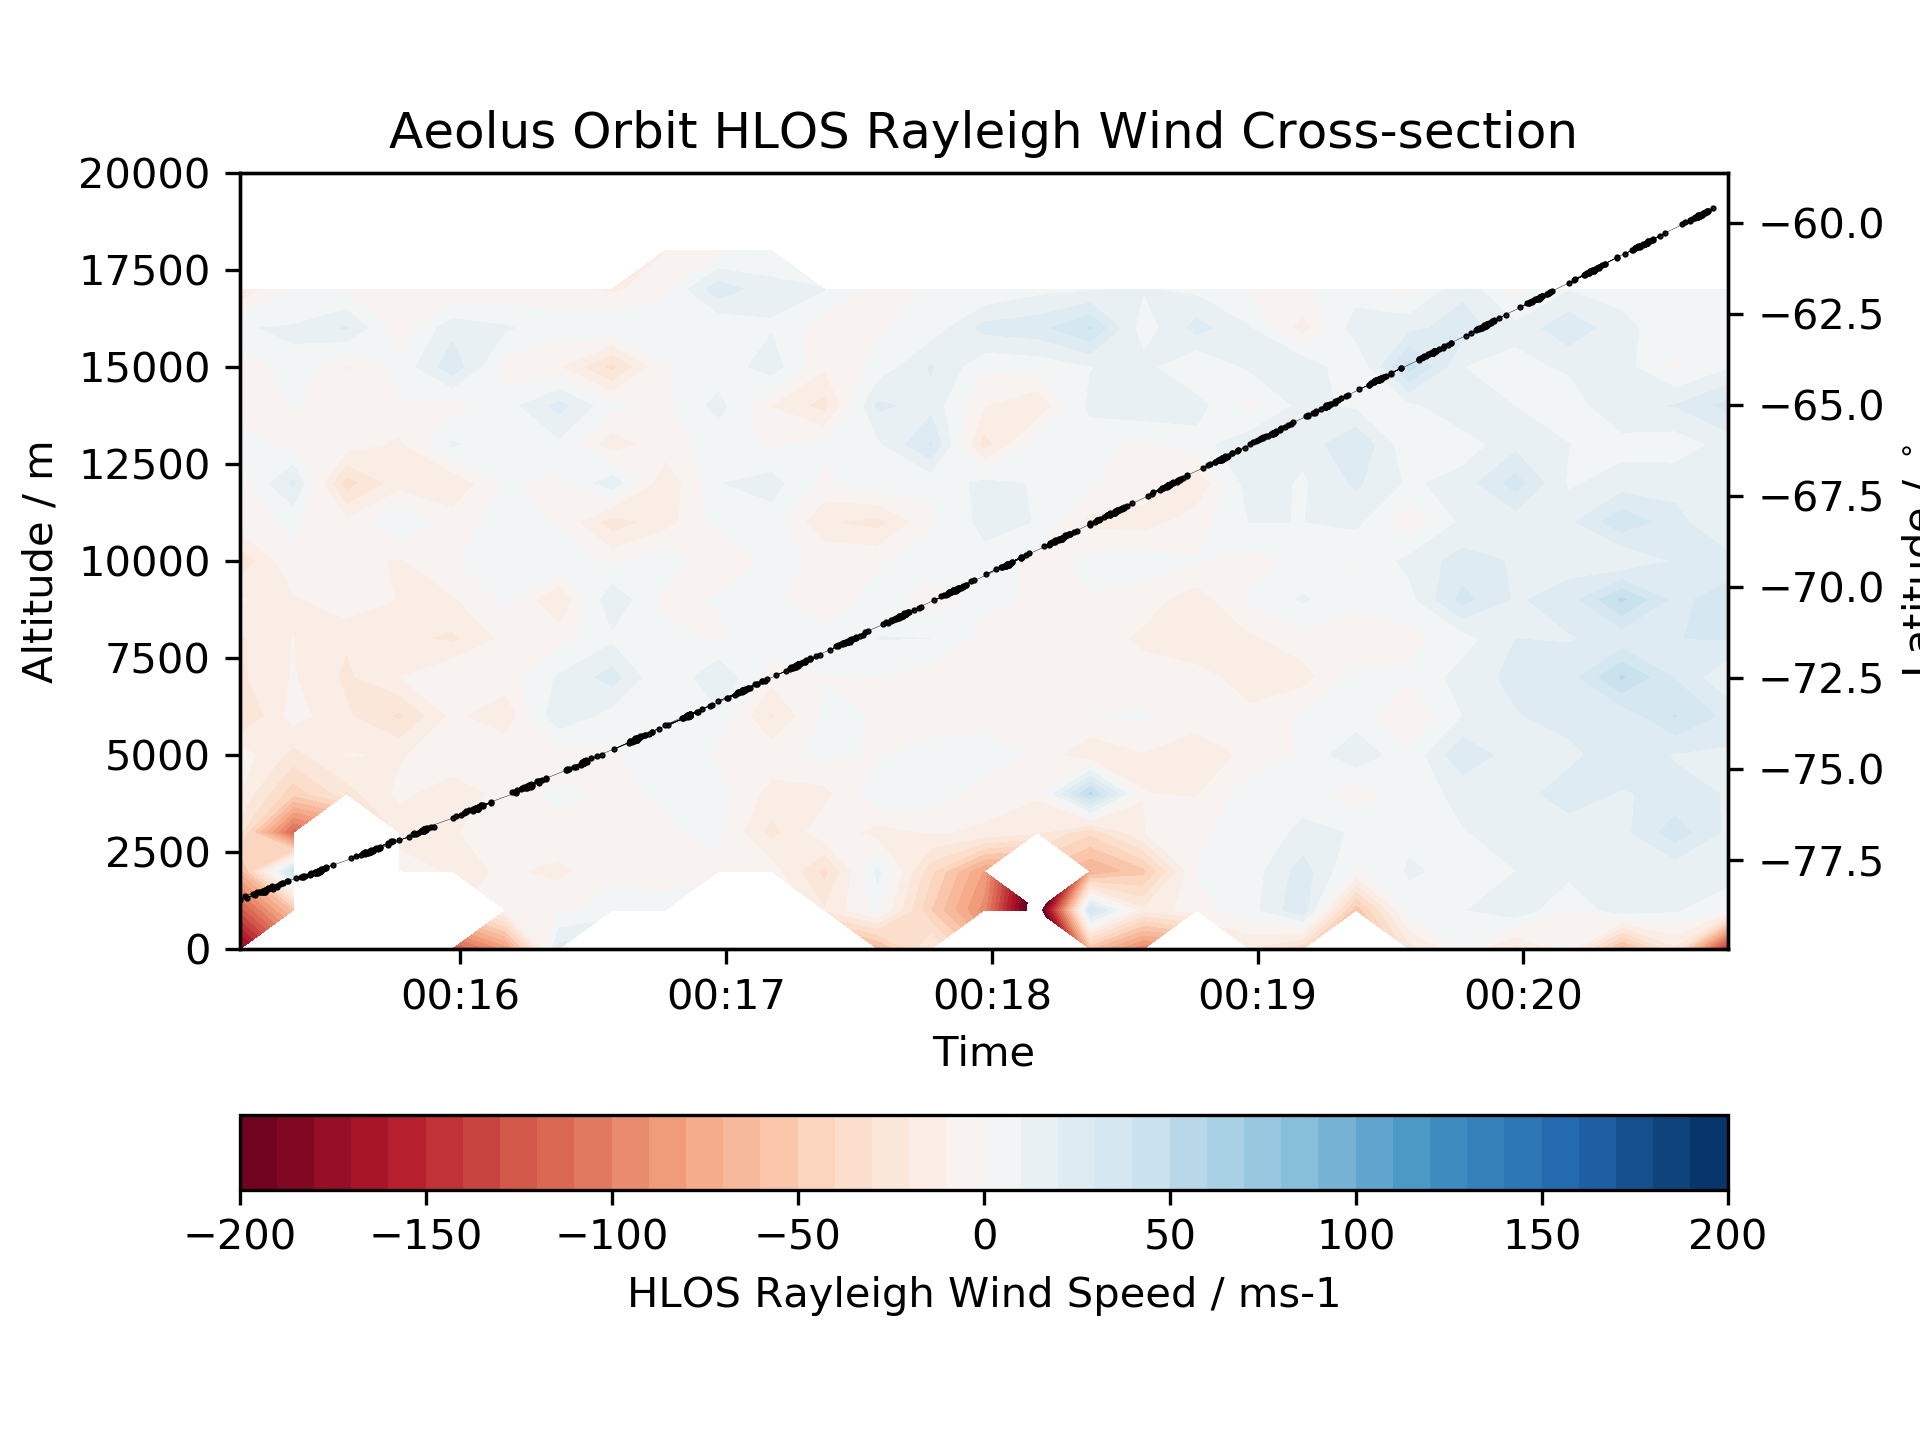 Aeolus Orbit HLOS Rayleigh Wind Cross-section
20000
17500
15000
12500
10000
7500
5000
2500
0
Altitude / m
−60.0
−62.5
−65.0
−67.5
−70.0
−72.5
−75.0
−77.5
Latitude / °
00:16 00:17 00:18 00:19 00:20
Time
−200 −150 −100 −50 0 50 100 150 200
HLOS Rayleigh Wind Speed / ms-1